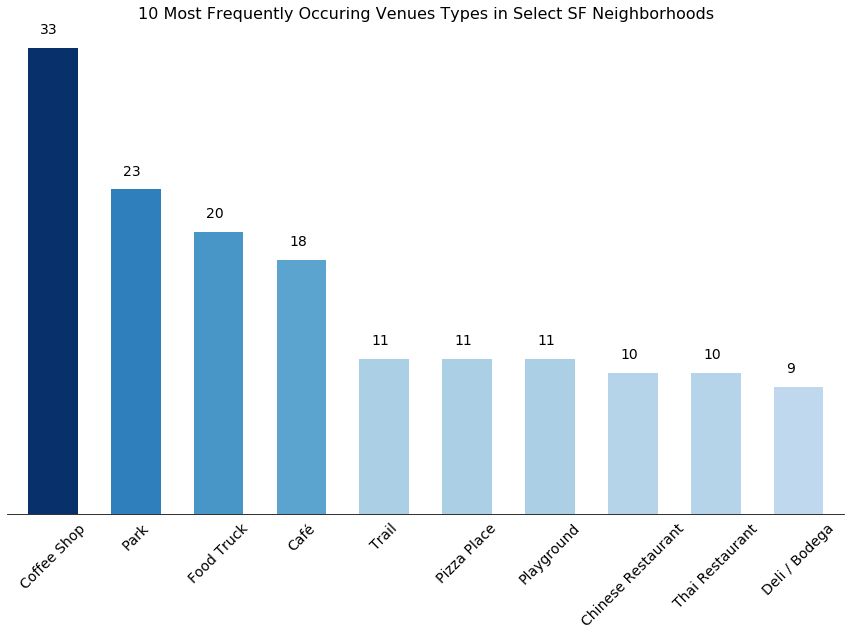 10 Most Frequently Occuring Venues Types in Select SF Neighborhoods
33
23
20
18
11
11
11
10
10
9
Coffee Shop
Park
Food Truck
Café
Trail
Pizza Place
Playground
Chinese Restaurant
Thai Restaurant
Deli / Bodega